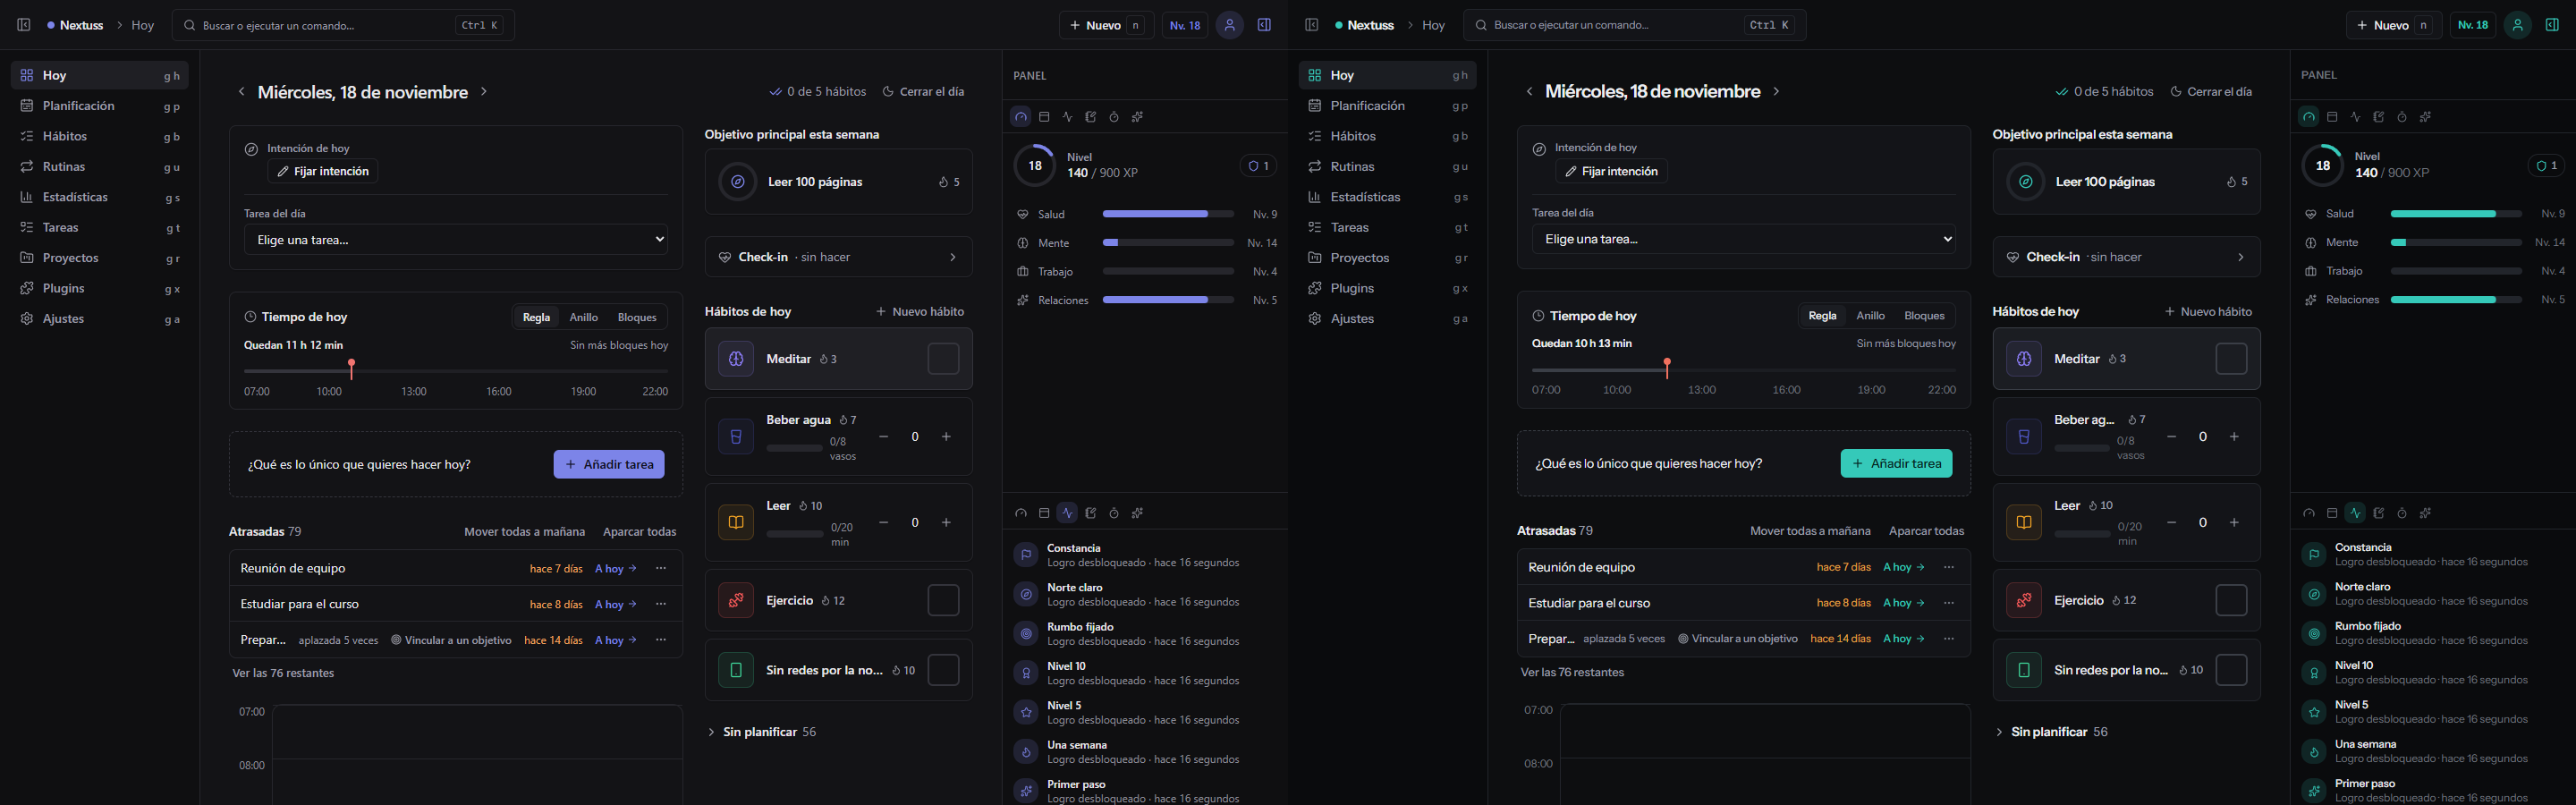 Nextuss > Hoy
Buscar o ejecutar un comando... Ctrl K
+ Nuevo n
Nv. 18
Hoy g h
Planificación g p
Hábitos g b
Rutinas g u
Estadísticas g s
Tareas g t
Proyectos g r
Plugins g x
Ajustes g a
Miércoles, 18 de noviembre
0 de 5 hábitos
Cerrar el día
Intención de hoy
Fijar intención
Tarea del día
Elige una tarea...
Tiempo de hoy
Regla Anillo Bloques
Quedan 11 h 12 min
Sin más bloques hoy
07:00 10:00 13:00 16:00 19:00 22:00
¿Qué es lo único que quieres hacer hoy?
+ Añadir tarea
Atrasadas 79
Mover todas a mañana
Aparcar todas
Reunión de equipo hace 7 días A hoy → ...
Estudiar para el curso hace 8 días A hoy → ...
Prepar... aplazada 5 veces Vincular a un objetivo hace 14 días A hoy → ...
Ver las 76 restantes
07:00
08:00
Objetivo principal esta semana
Leer 100 páginas 5
Check-in · sin hacer
Hábitos de hoy
+ Nuevo hábito
Meditar 3
Beber agua 7
0/8
vasos
− 0 +
Leer 10
0/20
min
− 0 +
Ejercicio 12
Sin redes por la no... 10
Sin planificar 56
PANEL
18
Nivel
140 / 900 XP
1
Salud Nv. 9
Mente Nv. 14
Trabajo Nv. 4
Relaciones Nv. 5
Constancia
Logro desbloqueado · hace 16 segundos
Norte claro
Logro desbloqueado · hace 16 segundos
Rumbo fijado
Logro desbloqueado · hace 16 segundos
Nivel 10
Logro desbloqueado · hace 16 segundos
Nivel 5
Logro desbloqueado · hace 16 segundos
Una semana
Logro desbloqueado · hace 16 segundos
Primer paso
Logro desbloqueado · hace 16 segundos
Nextuss > Hoy
Buscar o ejecutar un comando... Ctrl K
+ Nuevo n
Nv. 18
Hoy g h
Planificación g p
Hábitos g b
Rutinas g u
Estadísticas g s
Tareas g t
Proyectos g r
Plugins g x
Ajustes g a
Miércoles, 18 de noviembre
0 de 5 hábitos
Cerrar el día
Intención de hoy
Fijar intención
Tarea del día
Elige una tarea...
Tiempo de hoy
Regla Anillo Bloques
Quedan 10 h 13 min
Sin más bloques hoy
07:00 10:00 13:00 16:00 19:00 22:00
¿Qué es lo único que quieres hacer hoy?
+ Añadir tarea
Atrasadas 79
Mover todas a mañana
Aparcar todas
Reunión de equipo hace 7 días A hoy → ...
Estudiar para el curso hace 8 días A hoy → ...
Prepar... aplazada 5 veces Vincular a un objetivo hace 14 días A hoy → ...
Ver las 76 restantes
07:00
08:00
Objetivo principal esta semana
Leer 100 páginas 5
Check-in · sin hacer
Hábitos de hoy
+ Nuevo hábito
Meditar 3
Beber ag... 7
0/8
vasos
− 0 +
Leer 10
0/20
min
− 0 +
Ejercicio 12
Sin redes por la no... 10
Sin planificar 56
PANEL
18
Nivel
140 / 900 XP
1
Salud Nv. 9
Mente Nv. 14
Trabajo Nv. 4
Relaciones Nv. 5
Constancia
Logro desbloqueado · hace 16 segundos
Norte claro
Logro desbloqueado · hace 16 segundos
Rumbo fijado
Logro desbloqueado · hace 16 segundos
Nivel 10
Logro desbloqueado · hace 16 segundos
Nivel 5
Logro desbloqueado · hace 16 segundos
Una semana
Logro desbloqueado · hace 16 segundos
Primer paso
Logro desbloqueado · hace 16 segundos